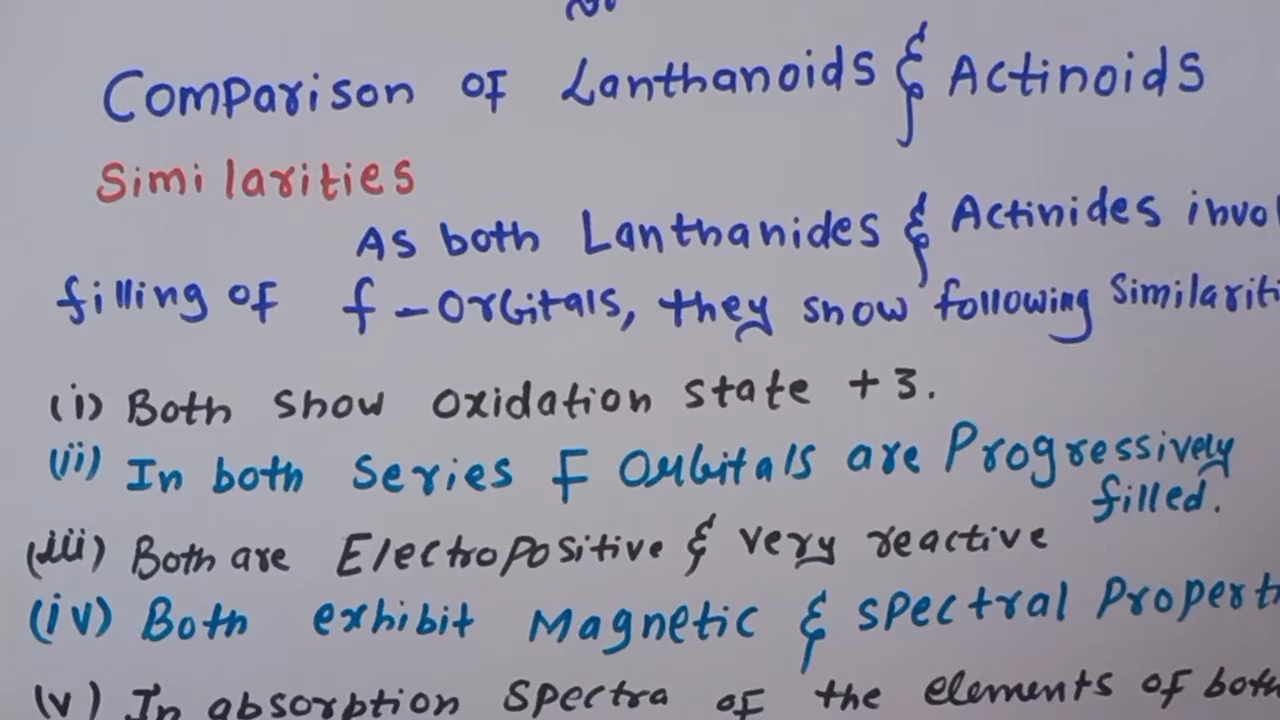 Comparison of Lanthanoids & Actinoids
Similarities
As both Lanthanides & Actinides invol
filling of f-orbitals, they show following Similariti
(i) Both show oxidation state +3.
(ii) In both series F orbitals are Progressively
filled.
(iii) Both are Electropositive & very reactive
(iv) Both exhibit Magnetic & spectral Propert
(v) In absorption spectra of the elements of both